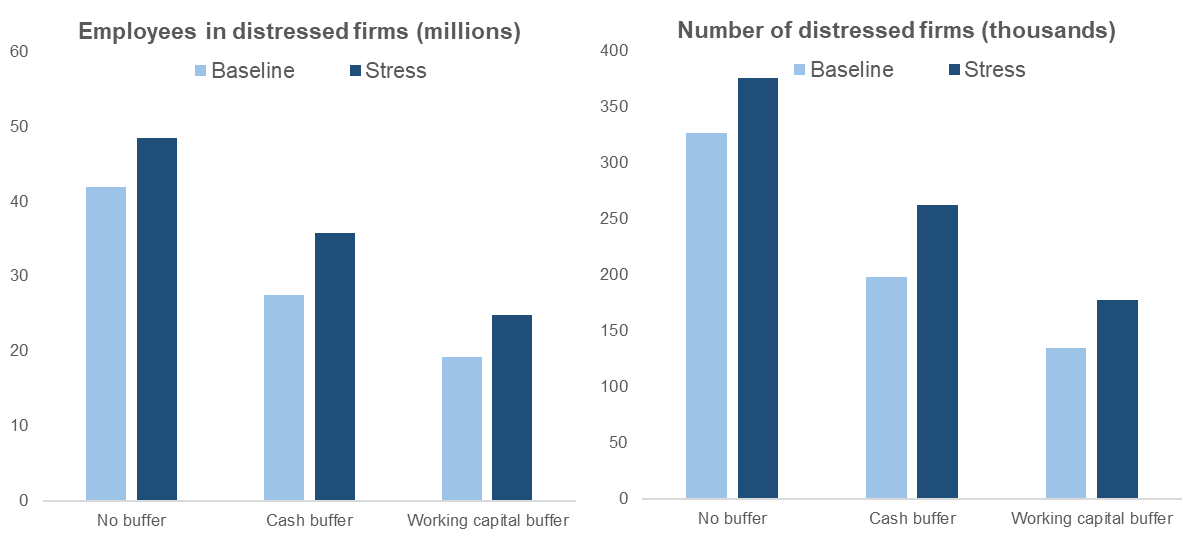 Employees in distressed firms (millions)
Baseline
Stress
60
50
40
30
20
10
0
No buffer
Cash buffer
Working capital buffer
Number of distressed firms (thousands)
Baseline
Stress
400
350
300
250
200
150
100
50
0
No buffer
Cash buffer
Working capital buffer